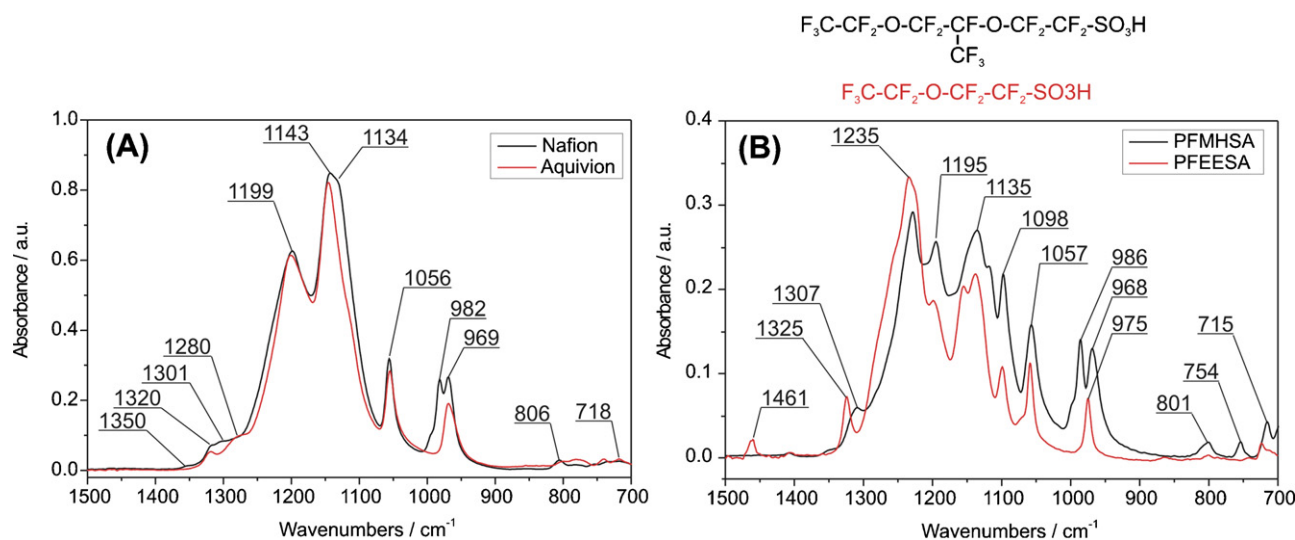 F₃C-CF₂-O-CF₂-CF-O-CF₂-CF₂-SO₃H
CF₃
F₃C-CF₂-O-CF₂-CF₂-SO3H
(A)
Nafion
Aquivion
1143
1134
1199
1056
982
969
1280
1301
1320
1350
806
718
1.0
0.8
0.6
0.4
0.2
0.0
Absorbance / a.u.
1500 1400 1300 1200 1100 1000 900 800 700
Wavenumbers / cm⁻¹
(B)
PFMHSA
PFEESA
1235
1195
1135
1098
1057
986
968
975
1307
1325
1461
715
754
801
0.4
0.3
0.2
0.1
0.0
Absorbance / a.u.
1500 1400 1300 1200 1100 1000 900 800 700
Wavenumbers / cm⁻¹